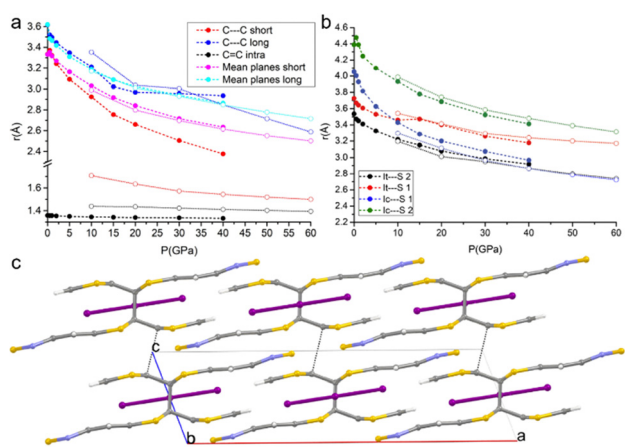 a
b
r(Å)
3.6
3.4
3.2
3.0
2.8
2.6
2.4
1.6
1.4
C---C short
C---C long
C=C intra
Mean planes short
Mean planes long
0
5
10
15
20
25
30
35
40
45
50
55
60
P(GPa)
r(Å)
4.6
4.4
4.2
4.0
3.8
3.6
3.4
3.2
3.0
2.8
2.6
2.4
2.2
It---S 2
It---S 1
Ic---S 1
Ic---S 2
0
10
20
30
40
50
60
P(GPa)
c
c
b
a